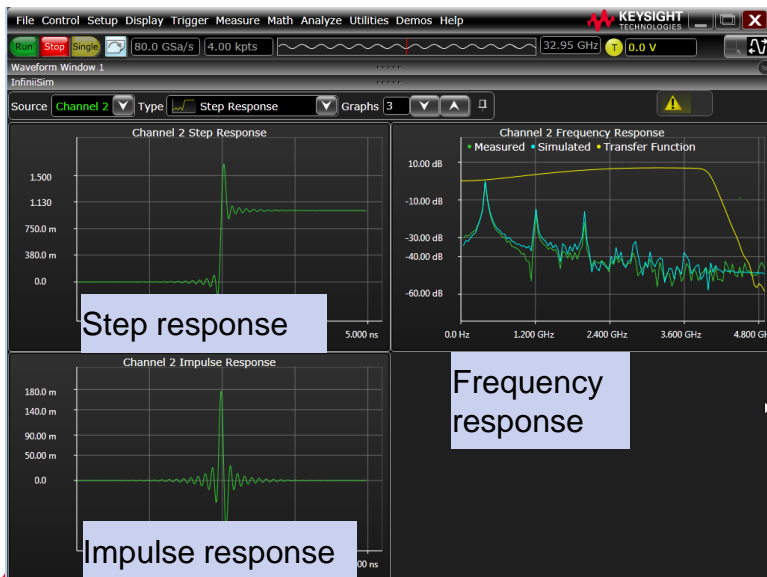 File Control Setup Display Trigger Measure Math Analyze Utilities Demos Help
KEYSIGHT
TECHNOLOGIES
Run Stop Single 80.0 GSa/s 4.00 kpts 32.95 GHz T 0.0 V
Waveform Window 1
InfiniiSim
Source Channel 2 Type Step Response Graphs 3
Channel 2 Step Response
1.500
1.130
750.0 m
380.0 m
0.0
5.000 ns
Step response
Channel 2 Frequency Response
Measured Simulated Transfer Function
10.00 dB
-10.00 dB
-30.00 dB
-40.00 dB
-60.00 dB
0.0 Hz 1.200 GHz 2.400 GHz 3.600 GHz 4.800 GH
Frequency
response
Channel 2 Impulse Response
180.0 m
140.0 m
90.00 m
50.00 m
0.0
00 ns
Impulse response